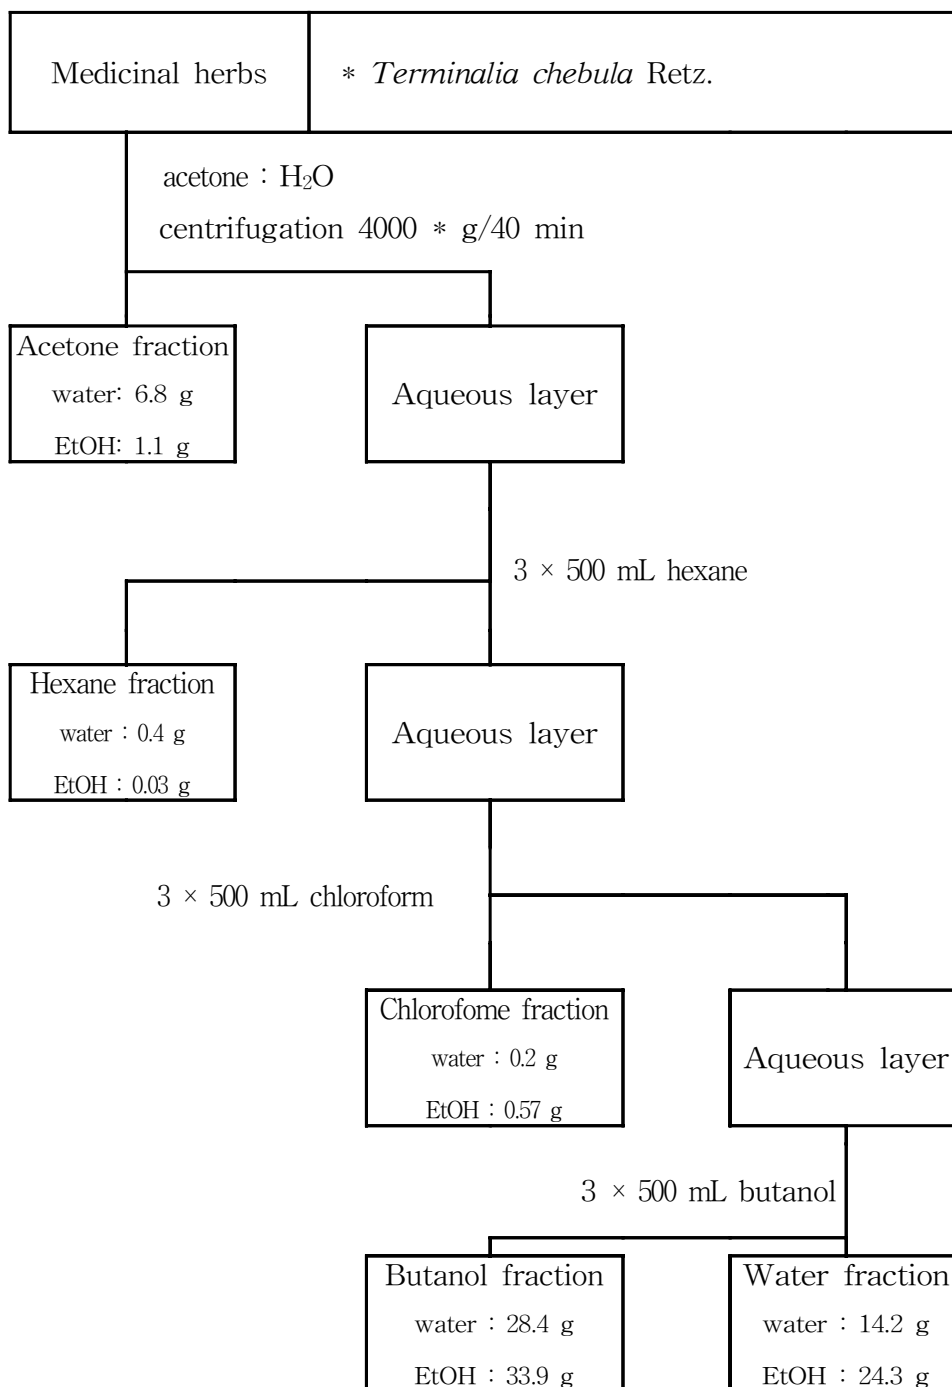 Medicinal herbs
* Terminalia chebula Retz.
acetone : H₂O
centrifugation 4000 * g/40 min
Acetone fraction
water: 6.8 g
EtOH: 1.1 g
Aqueous layer
3 × 500 mL hexane
Hexane fraction
water : 0.4 g
EtOH : 0.03 g
Aqueous layer
3 × 500 mL chloroform
Chlorofome fraction
water : 0.2 g
EtOH : 0.57 g
Aqueous layer
3 × 500 mL butanol
Butanol fraction
water : 28.4 g
EtOH : 33.9 g
Water fraction
water : 14.2 g
EtOH : 24.3 g